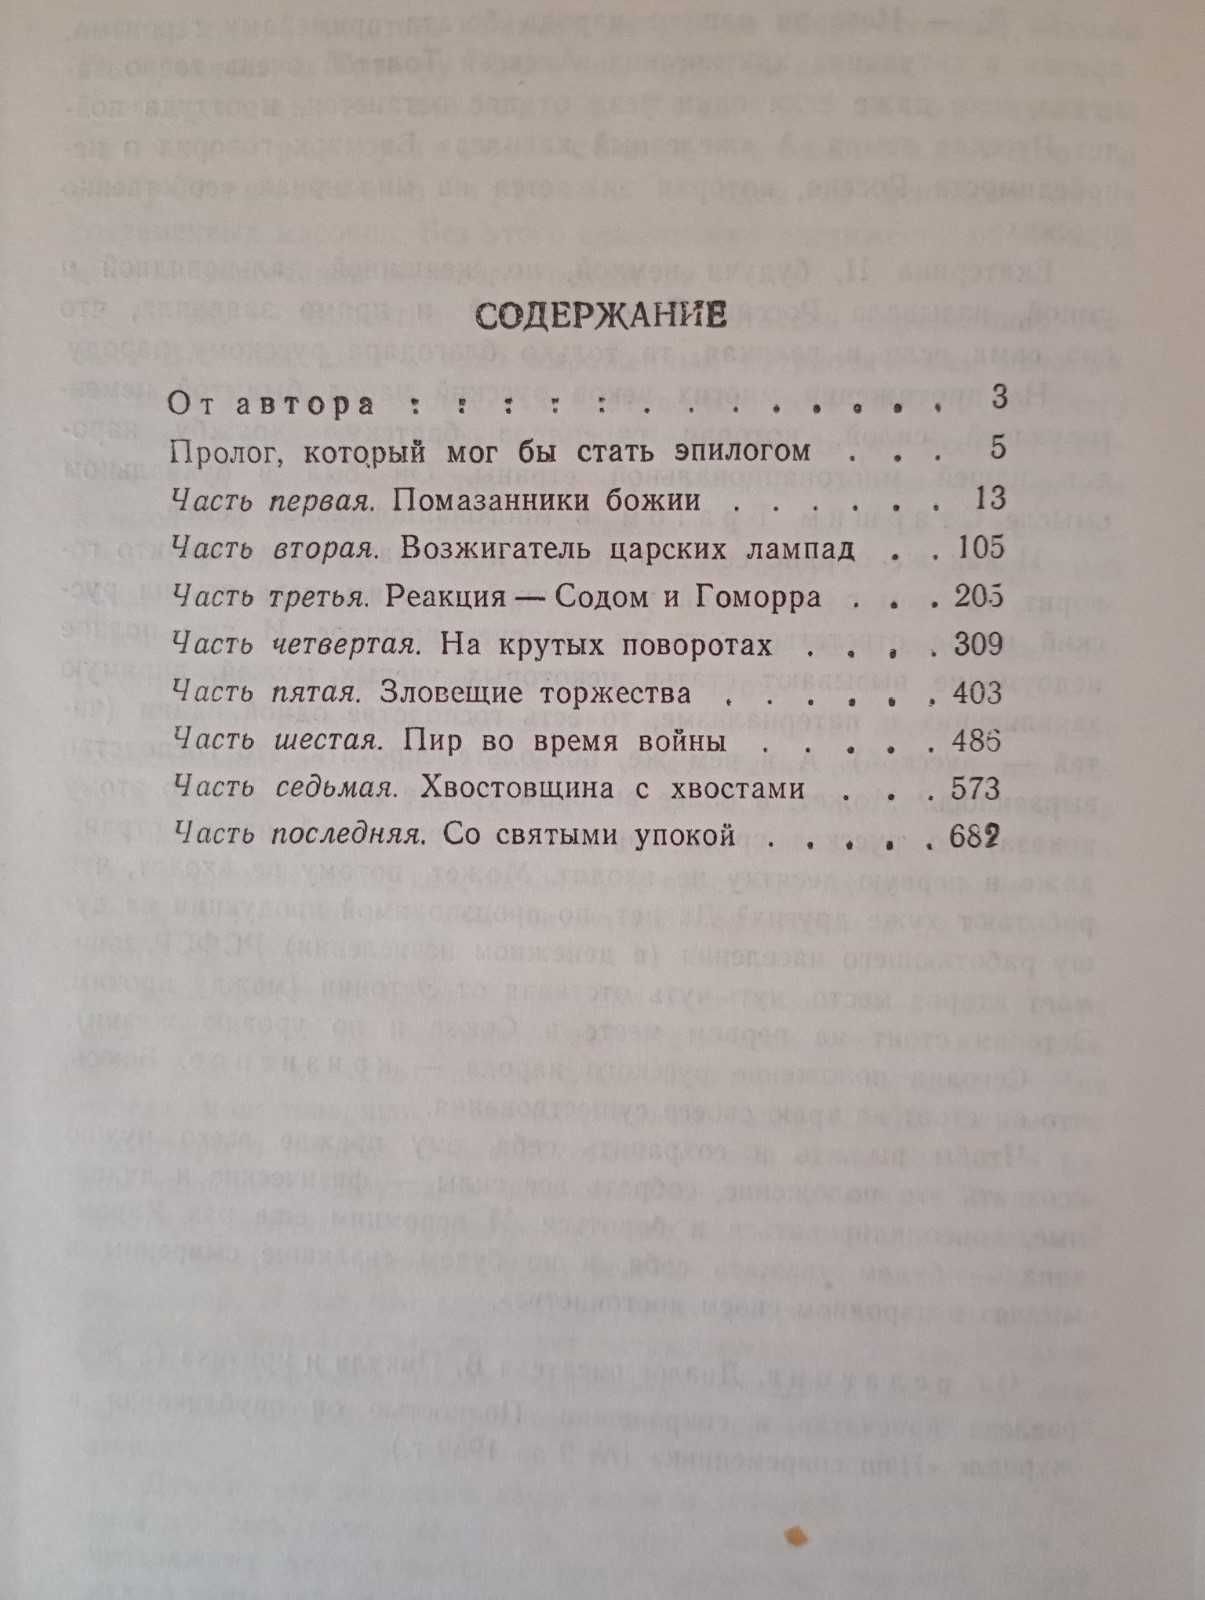 СОДЕРЖАНИЕ
От автора : : : : : . . . . . . . . 3
Пролог, который мог бы стать эпилогом . . . 5
Часть первая. Помазанники божии . . . . . . 13
Часть вторая. Возжигатель царских лампад . . 105
Часть третья. Реакция — Содом и Гоморра . . . 205
Часть четвертая. На крутых поворотах . . . . 309
Часть пятая. Зловещие торжества . . . . . . 403
Часть шестая. Пир во время войны . . . . . 486
Часть седьмая. Хвостовщина с хвостами . . . 573
Часть последняя. Со святыми упокой . . . . . 682